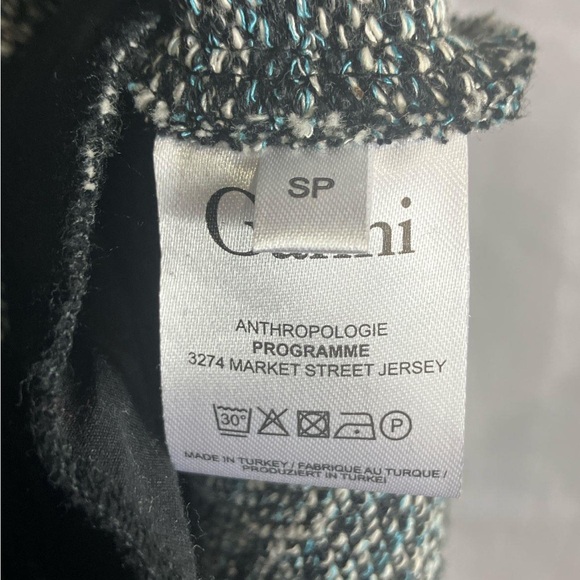 SP
ANTHROPOLOGIE
PROGRAMME
3274 MARKET STREET JERSEY
30°
P
MADE IN TURKEY / FABRIQUE AU TURQUE /
PRODUZIERT IN TURKEI